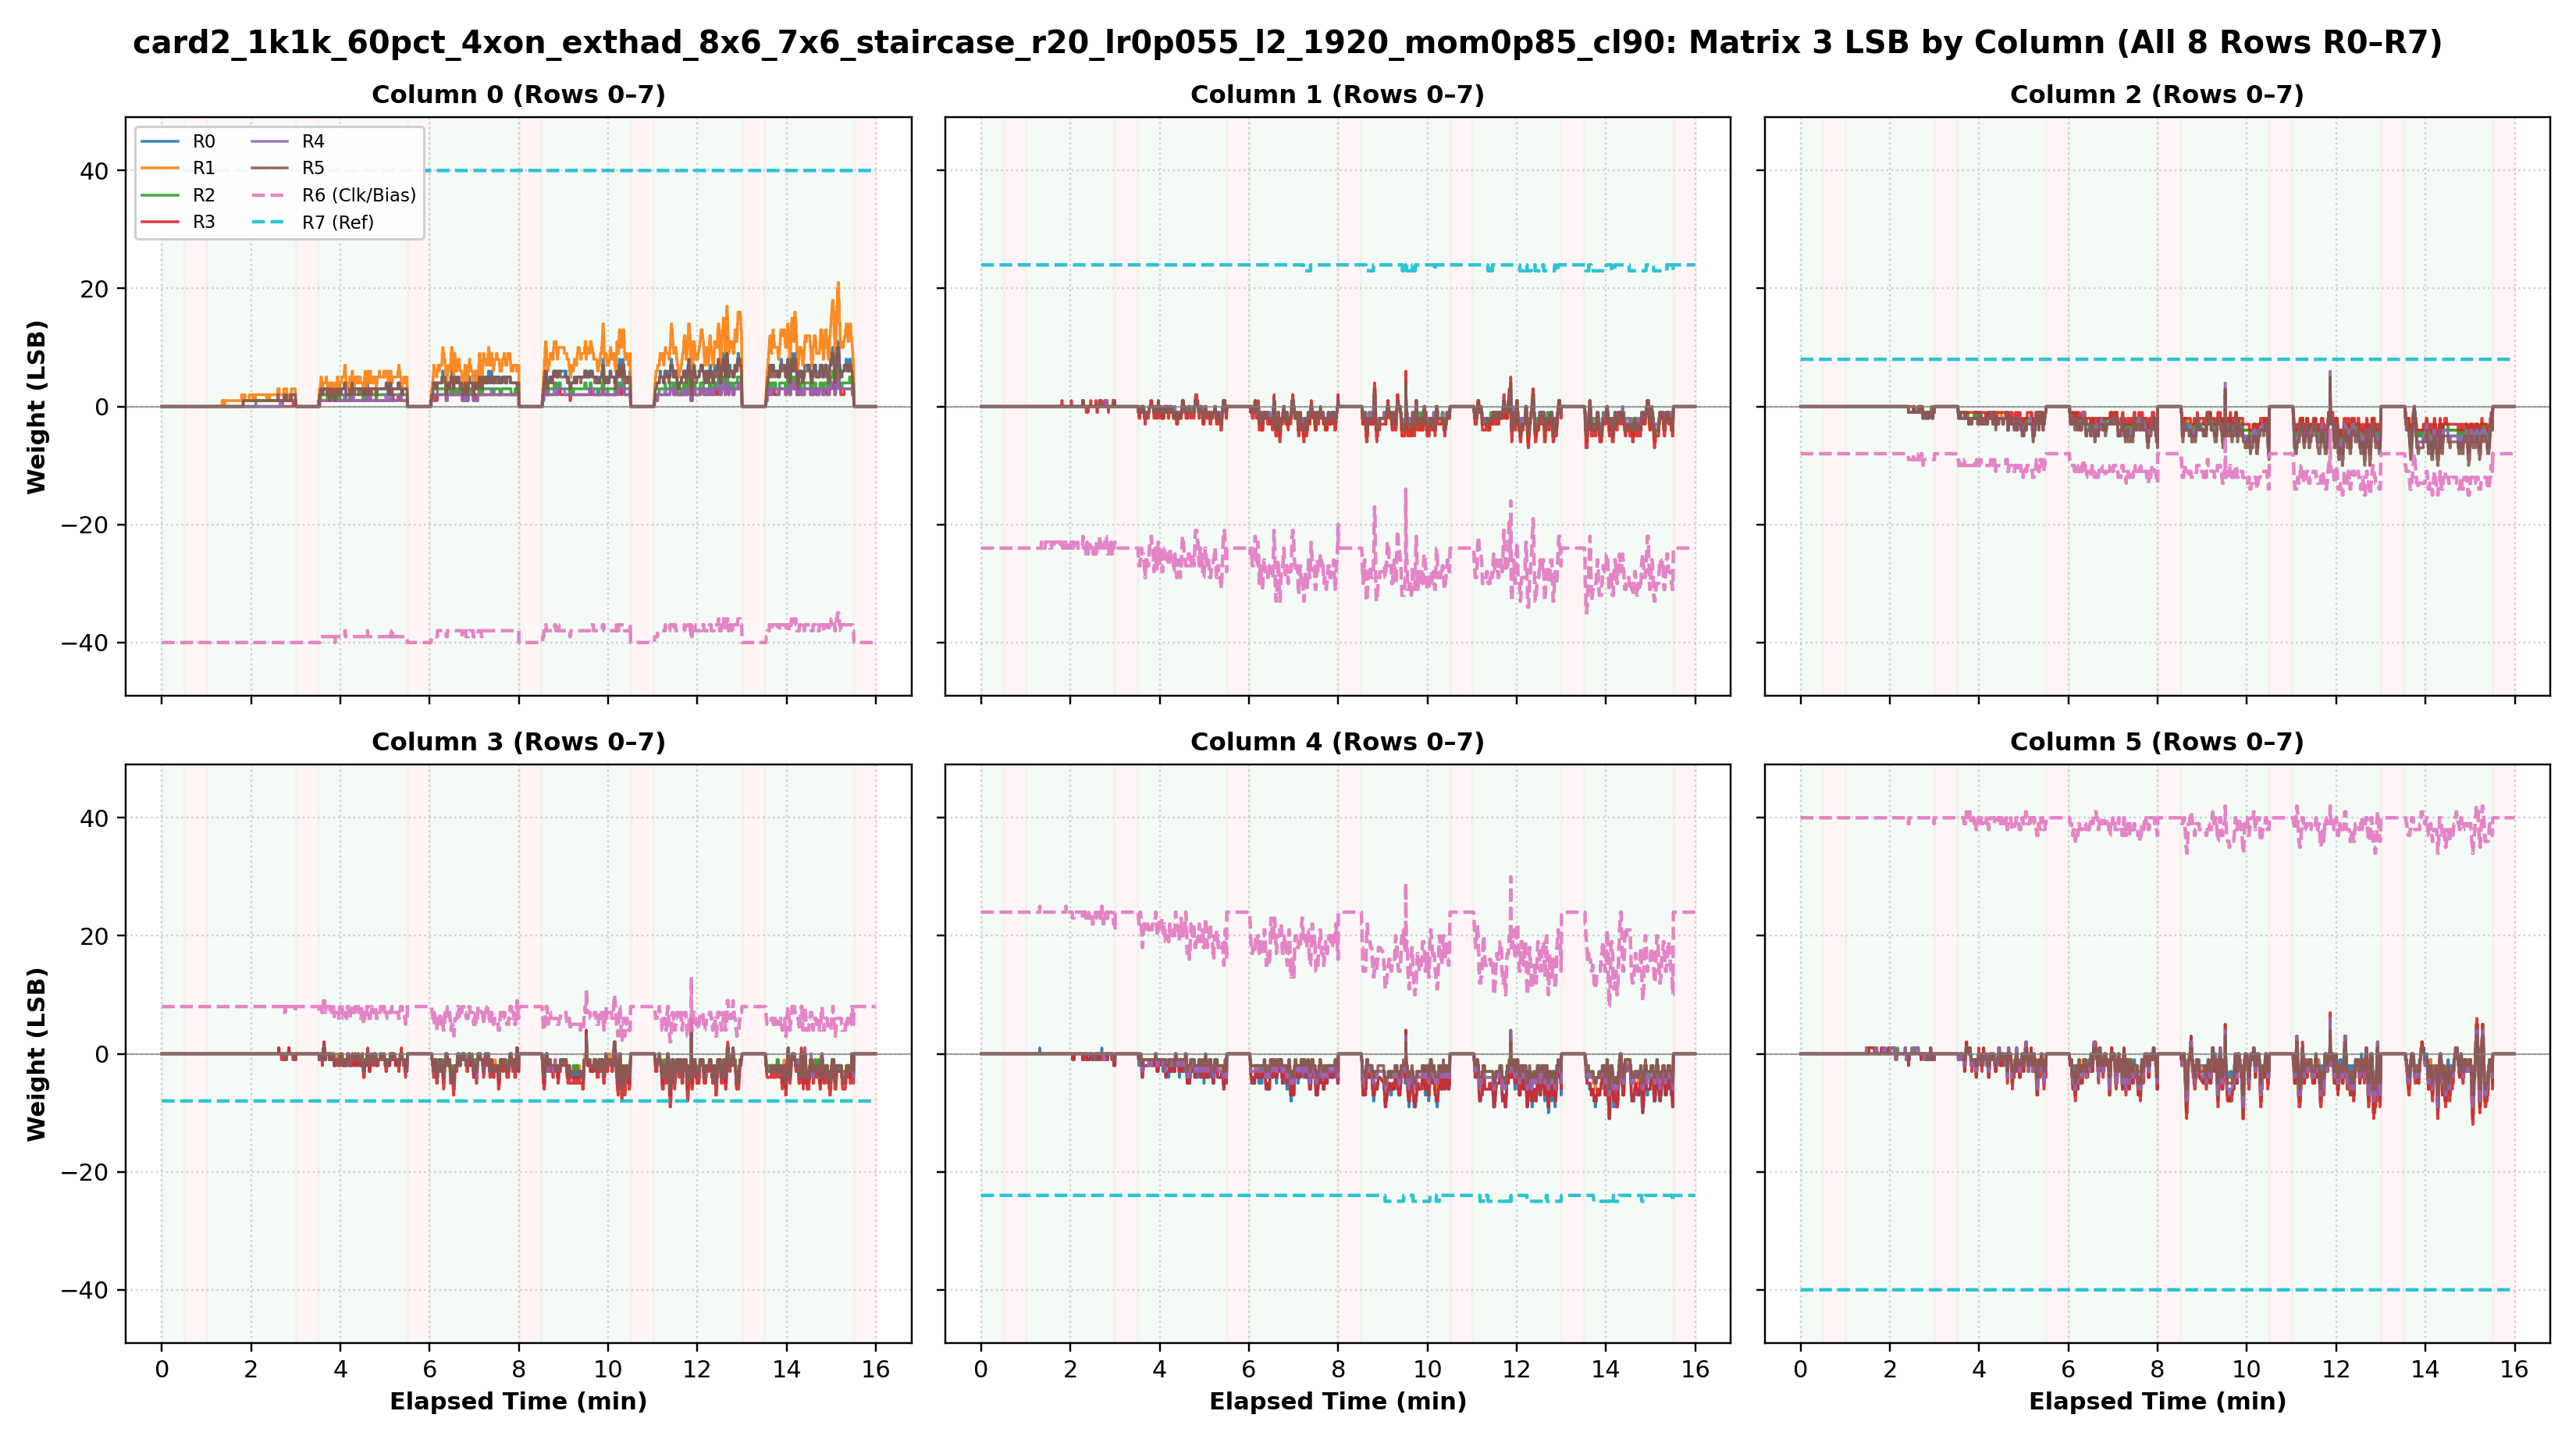 card2_1k1k_60pct_4xon_exthad_8x6_7x6_staircase_r20_lr0p055_l2_1920_mom0p85_cl90: Matrix 3 LSB by Column (All 8 Rows R0–R7)
Column 0 (Rows 0–7)
Column 1 (Rows 0–7)
Column 2 (Rows 0–7)
R0
R1
R2
R3
R4
R5
R6 (Clk/Bias)
R7 (Ref)
Weight (LSB)
40
20
0
−20
−40
Column 3 (Rows 0–7)
Column 4 (Rows 0–7)
Column 5 (Rows 0–7)
Weight (LSB)
40
20
0
−20
−40
0 2 4 6 8 10 12 14 16
0 2 4 6 8 10 12 14 16
0 2 4 6 8 10 12 14 16
Elapsed Time (min)
Elapsed Time (min)
Elapsed Time (min)